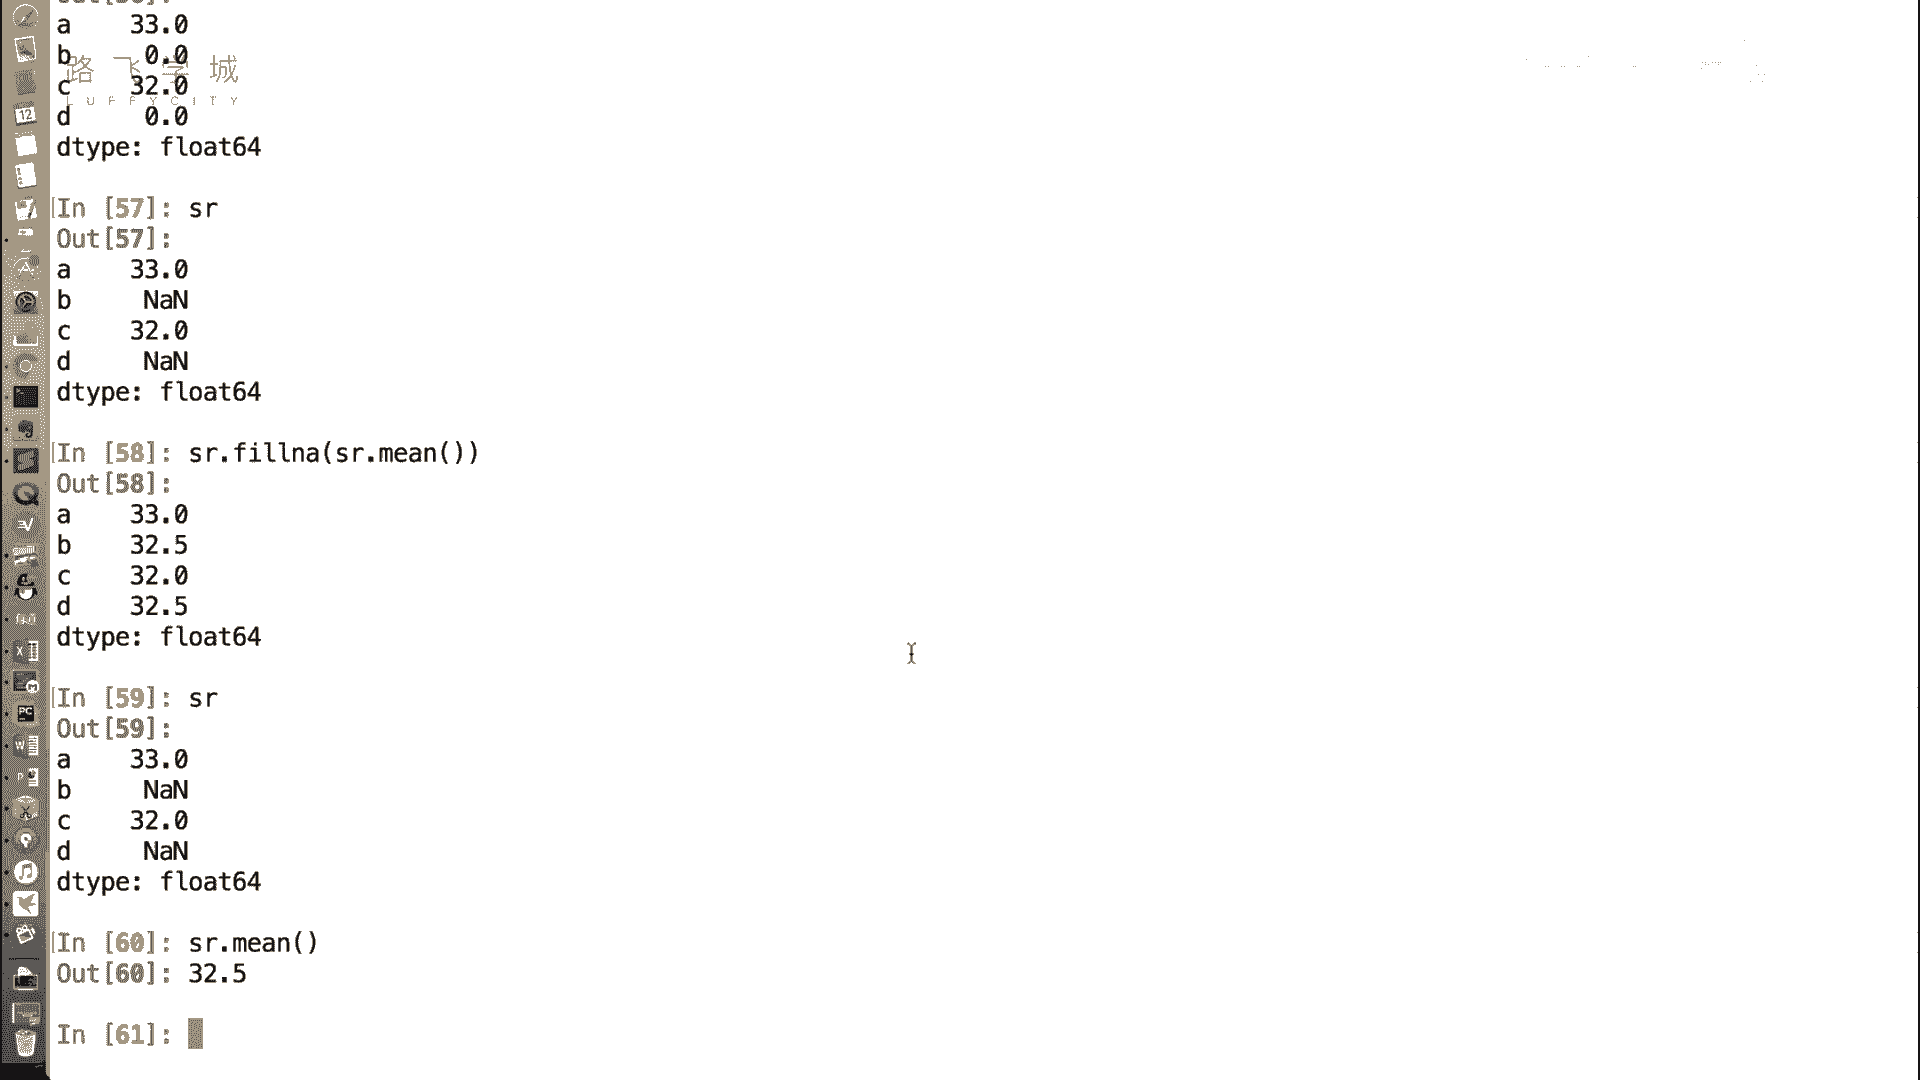 a    33.0
b     0.0
路飞学城
c    32.0
LUFFYCITY
d     0.0
dtype: float64
In [57]: sr
Out[57]:
a    33.0
b     NaN
c    32.0
d     NaN
dtype: float64
In [58]: sr.fillna(sr.mean())
Out[58]:
a    33.0
b    32.5
c    32.0
d    32.5
dtype: float64
In [59]: sr
Out[59]:
a    33.0
b     NaN
c    32.0
d     NaN
dtype: float64
In [60]: sr.mean()
Out[60]: 32.5
In [61]: